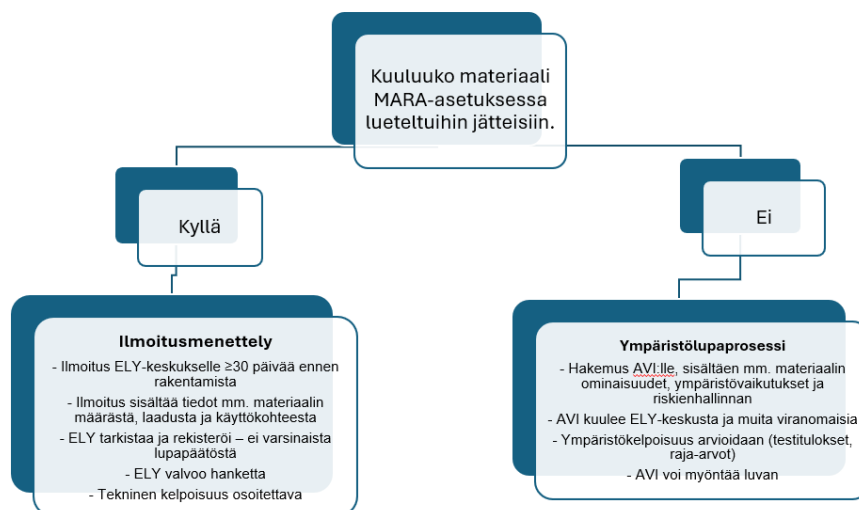 Kuuluuko materiaali
MARA-asetuksessa
lueteltuihin jätteisiin.
Kyllä
Ei
Ilmoitusmenettely
- Ilmoitus ELY-keskukselle ≥30 päivää ennen
rakentamista
- Ilmoitus sisältää tiedot mm. materiaalin
määrästä, laadusta ja käyttökohteesta
- ELY tarkistaa ja rekisteröi – ei varsinaista
lupapäätöstä
- ELY valvoo hanketta
- Tekninen kelpoisuus osoitettava
Ympäristölupaprosessi
- Hakemus AVI:lle, sisältäen mm. materiaalin
ominaisuudet, ympäristövaikutukset ja
riskienhallinnan
- AVI kuulee ELY-keskusta ja muita viranomaisia
- Ympäristökelpoisuus arvioidaan (testitulokset,
raja-arvot)
- AVI voi myöntää luvan